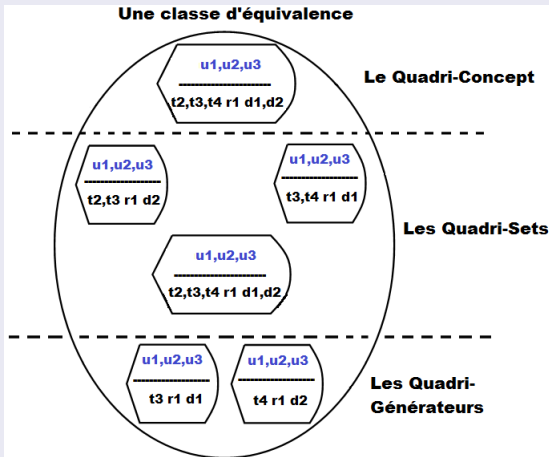 Une classe d'équivalence
u1,u2,u3
t2,t3,t4 r1 d1,d2
Le Quadri-Concept
u1,u2,u3
t2,t3 r1 d2
u1,u2,u3
t3,t4 r1 d1
Les Quadri-Sets
u1,u2,u3
t2,t3,t4 r1 d1,d2
u1,u2,u3
t3 r1 d1
u1,u2,u3
t4 r1 d2
Les Quadri-
Générateurs